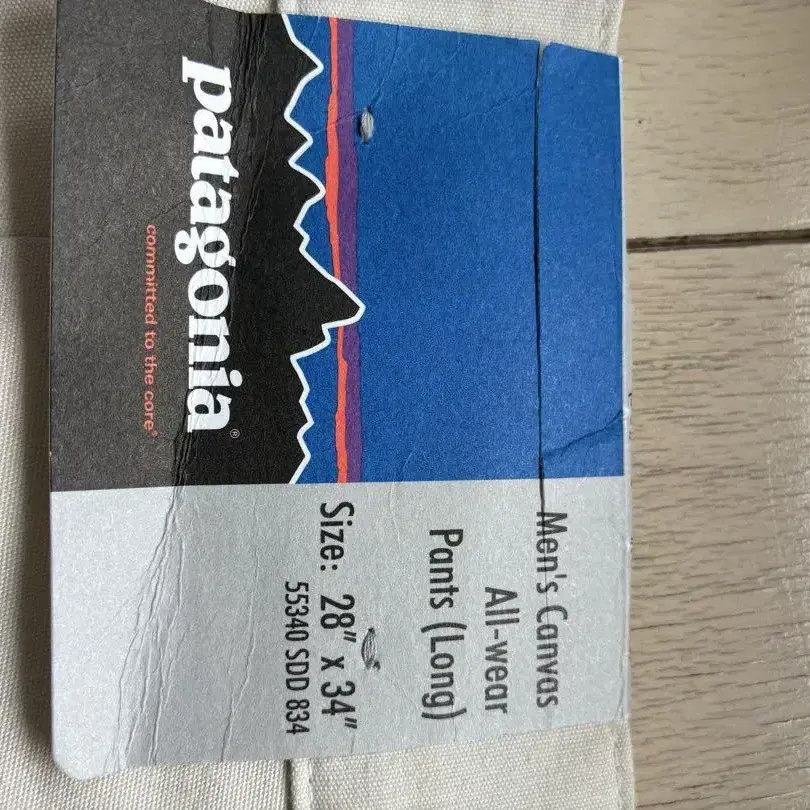 patagonia®
committed to the core®
Men's Canvas
All-wear
Pants (Long)
Size: 28" x 34"
55340 SDD 834